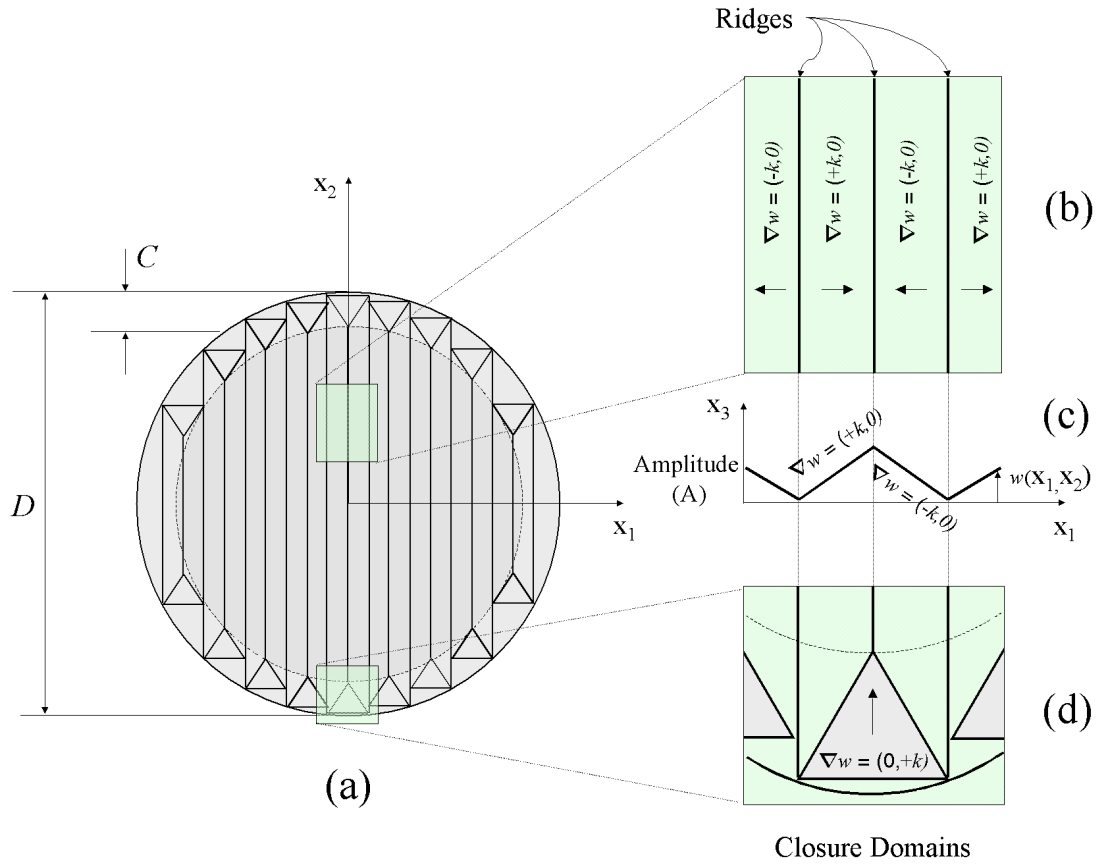 Ridges
∇w = (-k,0)
∇w = (+k,0)
∇w = (-k,0)
∇w = (+k,0)
(b)
x₂
C
D
x₁
(a)
x₃
(c)
Amplitude
(A)
∇w = (+k,0)
∇w = (-k,0)
w(x₁,x₂)
x₁
∇w = (0,+k)
(d)
Closure Domains